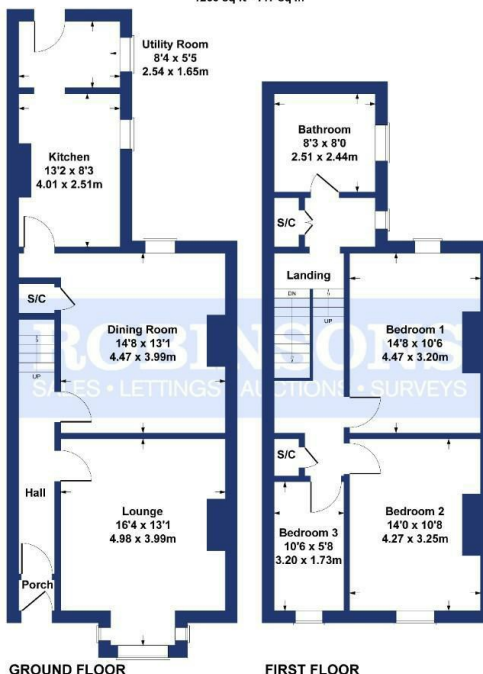 Utility Room
8'4 x 5'5
2.54 x 1.65m
Kitchen
13'2 x 8'3
4.01 x 2.51m
S/C
Dining Room
14'8 x 13'1
4.47 x 3.99m
UP
Hall
Lounge
16'4 x 13'1
4.98 x 3.99m
Porch
GROUND FLOOR
Bathroom
8'3 x 8'0
2.51 x 2.44m
S/C
Landing
DN
UP
Bedroom 1
14'8 x 10'6
4.47 x 3.20m
S/C
Bedroom 2
14'0 x 10'8
4.27 x 3.25m
Bedroom 3
10'6 x 5'8
3.20 x 1.73m
FIRST FLOOR
ROBINSONS
SALES • LETTINGS • AUCTIONS • SURVEYS